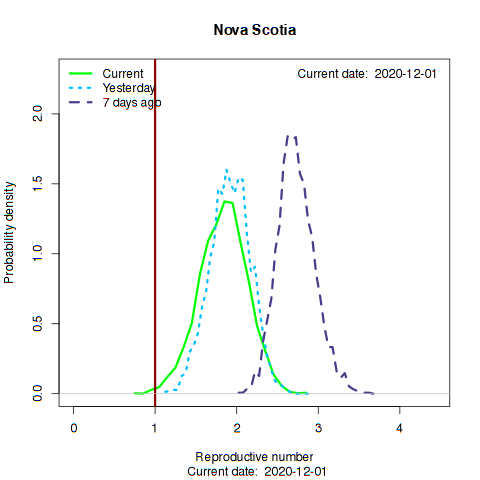 Nova Scotia
Current
Yesterday
7 days ago
Current date: 2020-12-01
Probability density
2.0
1.5
1.0
0.5
0.0
0 1 2 3 4
Reproductive number
Current date: 2020-12-01